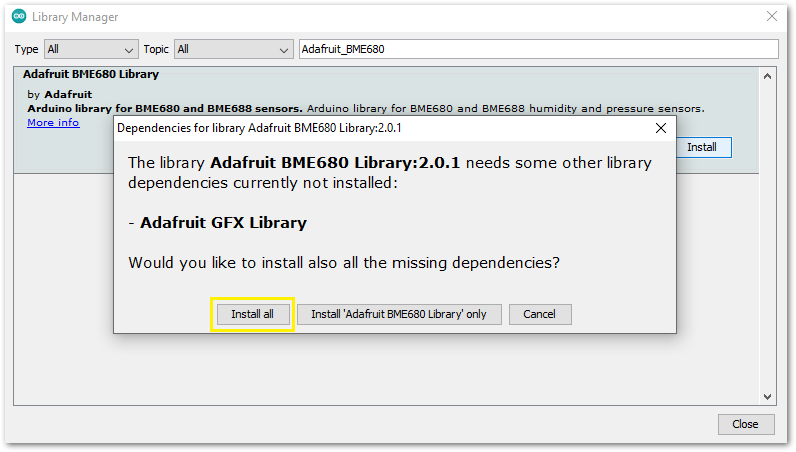 Library Manager
Type All Topic All Adafruit_BME680
Adafruit BME680 Library
by Adafruit
Arduino library for BME680 and BME688 sensors. Arduino library for BME680 and BME688 humidity and pressure sensors.
More info
Install
Dependencies for library Adafruit BME680 Library:2.0.1
The library Adafruit BME680 Library:2.0.1 needs some other library
dependencies currently not installed:
- Adafruit GFX Library
Would you like to install also all the missing dependencies?
Install all Install 'Adafruit BME680 Library' only Cancel
Close